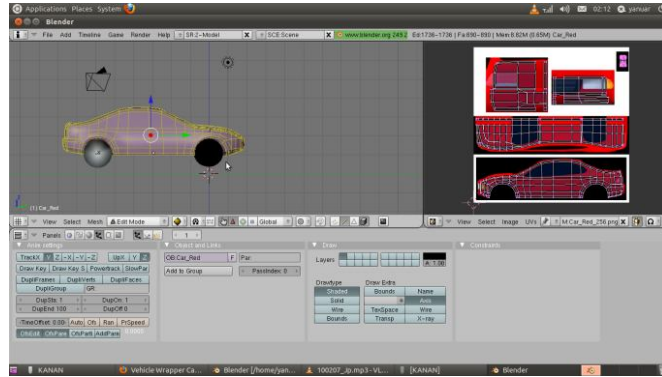 Applications Places System
02:12 yanuar
Blender
File Add Timeline Game Render Help SR:2-Model SCE:Scene www.blender.org 249.2 Ed:1736-1736 | Fa:890-890 | Mem:8.82M (0.65M) Car_Red
(1) Car_Red
View Select Mesh Edit Mode Global
View Select Image UVs M:Car_Red_256.png
Panels 1
Anim settings
Object and Links
Draw
Constraints
TrackX Y Z -X -Y -Z UpX Y Z
Draw Key Draw Key S Powertrack SlowPar
DupliFrames DupliVerts DupliFaces
DupliGroup GR:
DupSta: 1 DupOn: 1
DupEnd 100 DupOff 0
TimeOffset: 0.00 Auto Ofs Ran PrSpeed
OfsEdit OfsPare OfsParti AddPare
OB:Car_Red F Par:
Add to Group PassIndex: 0
Layers
Drawtype Draw Extra
Shaded Bounds Name
Solid Axis
Wire TexSpace Wire
Bounds Transp X-ray
KANAN Vehicle Wrapper Ca... Blender [/home/yan... 100207_Jp.mp3 - VL... [KANAN] Blender